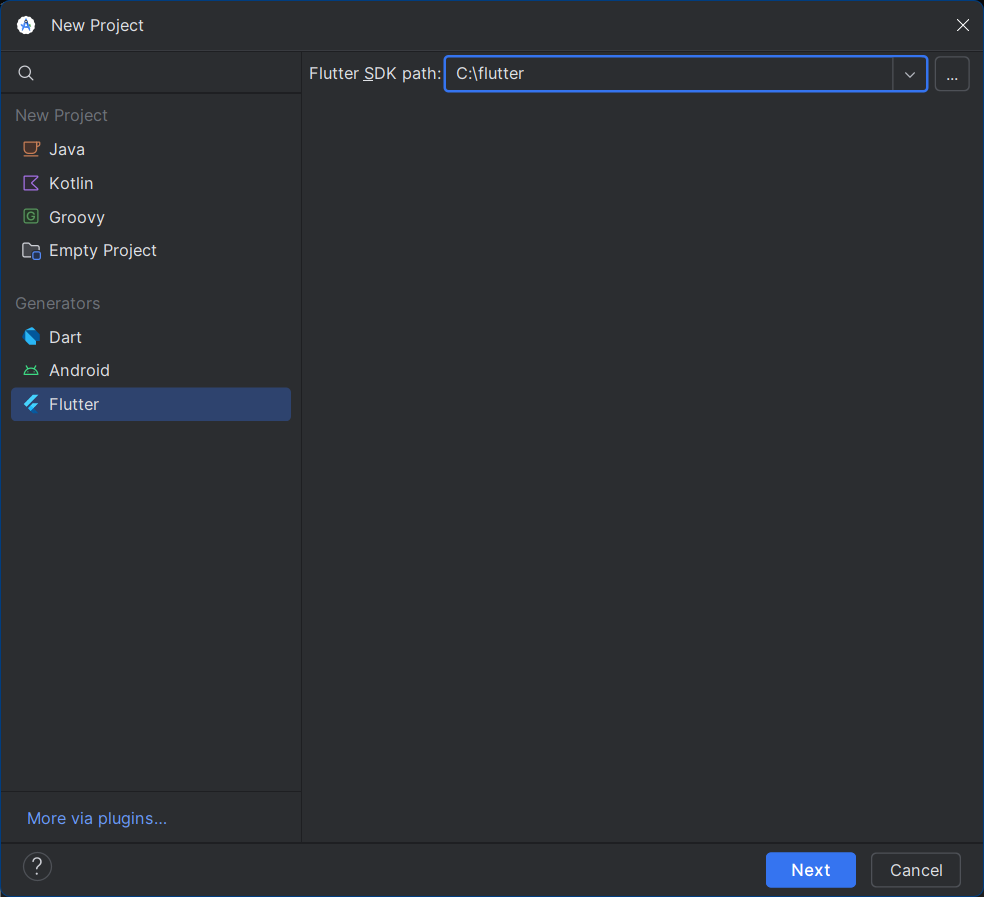 New Project
Flutter SDK path: C:\flutter ...
New Project
Java
Kotlin
Groovy
Empty Project
Generators
Dart
Android
Flutter
More via plugins...
? Next Cancel